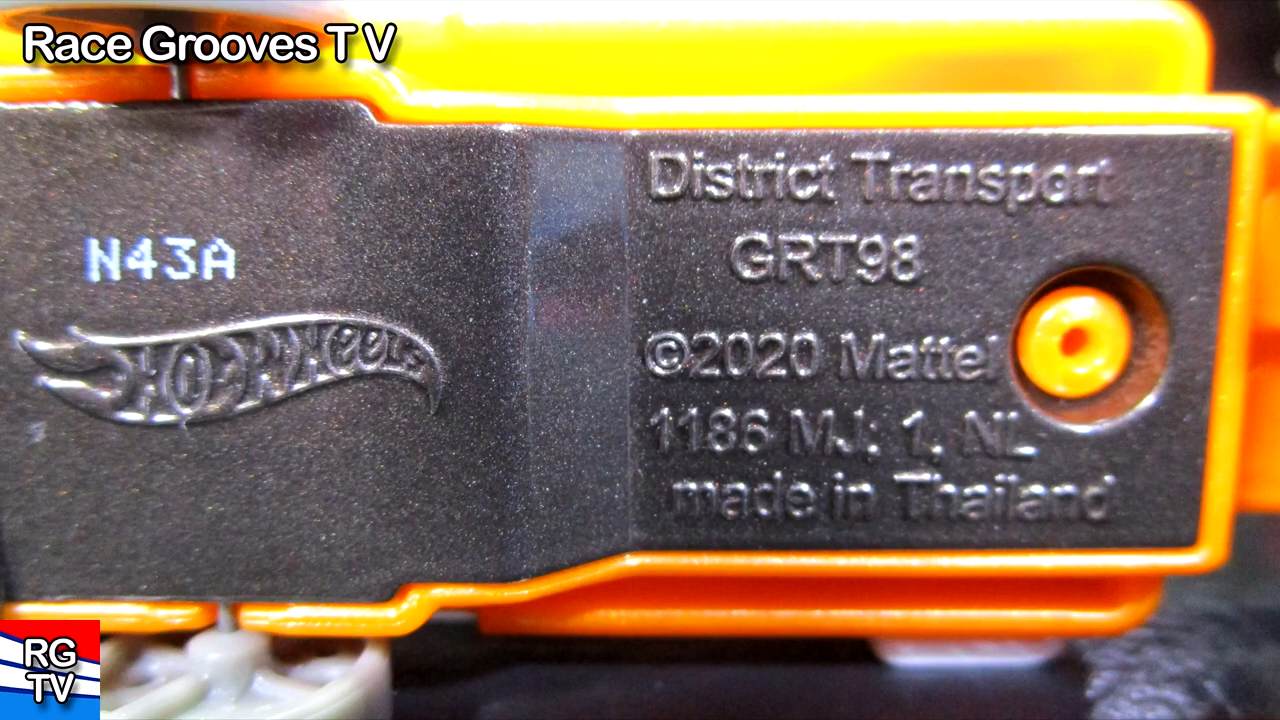 Race Grooves TV
N43A
HOT WHEELS
District Transport
GRT98
©2020 Mattel
1186 MJ: 1. NL
made in Thailand
RG
TV